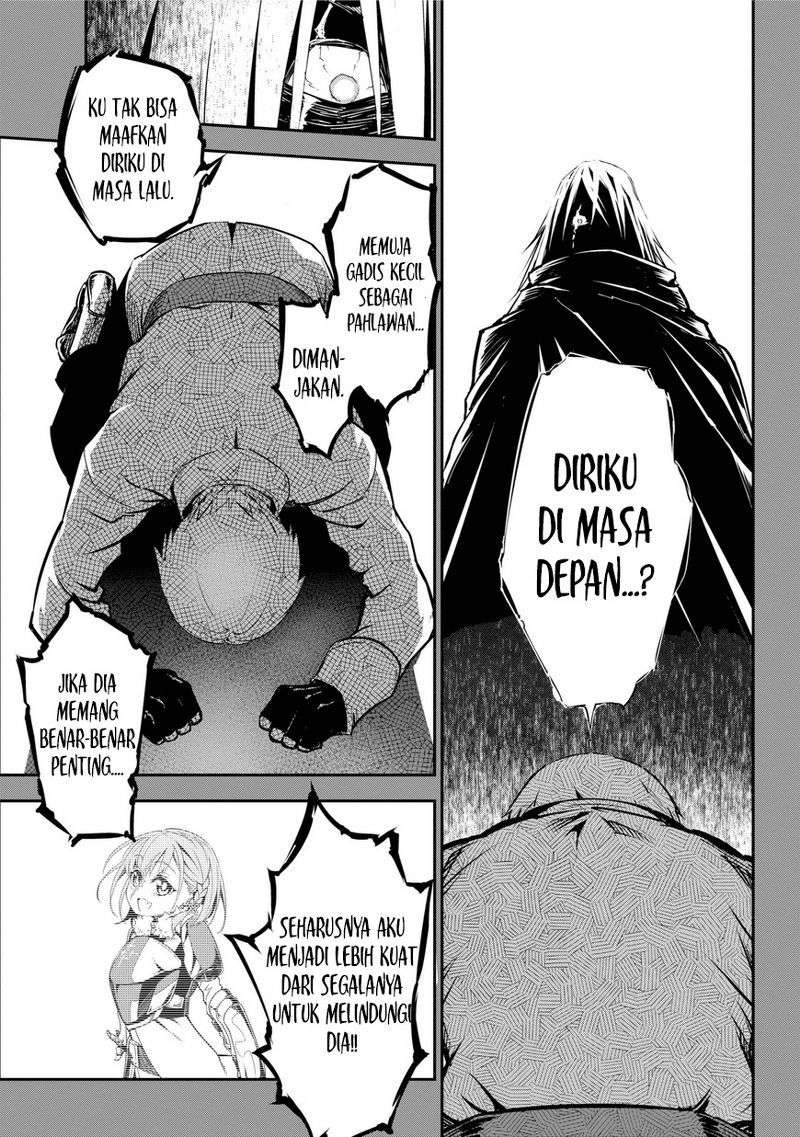 DIRIKU
DI MASA
DEPAN...?
KU TAK BISA
MAAFKAN
DIRIKU DI
MASA LALU.
MEMUJA
GADIS KECIL
SEBAGAI
PAHLAWAN...
DIMAN-
JAKAN.
JIKA DIA
MEMANG
BENAR-BENAR
PENTING....
SEHARUSNYA AKU
MENJADI LEBIH KUAT
DARI SEGALANYA
UNTUK MELINDUNGI
DIA!!